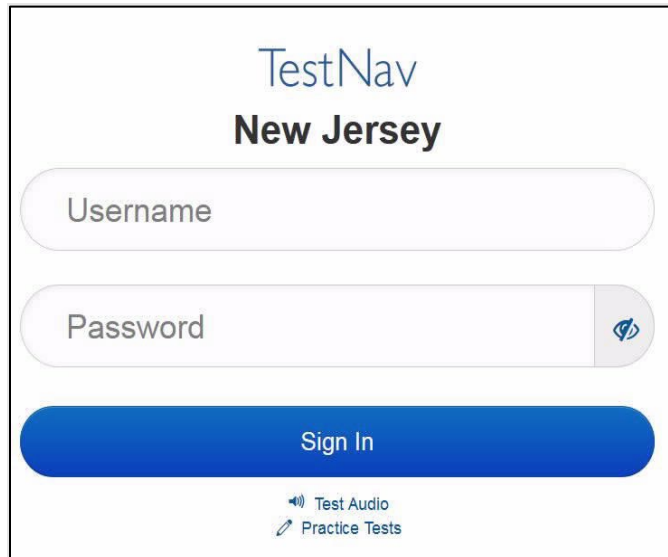 TestNav
New Jersey
Username
Password
Sign In
Test Audio
Practice Tests